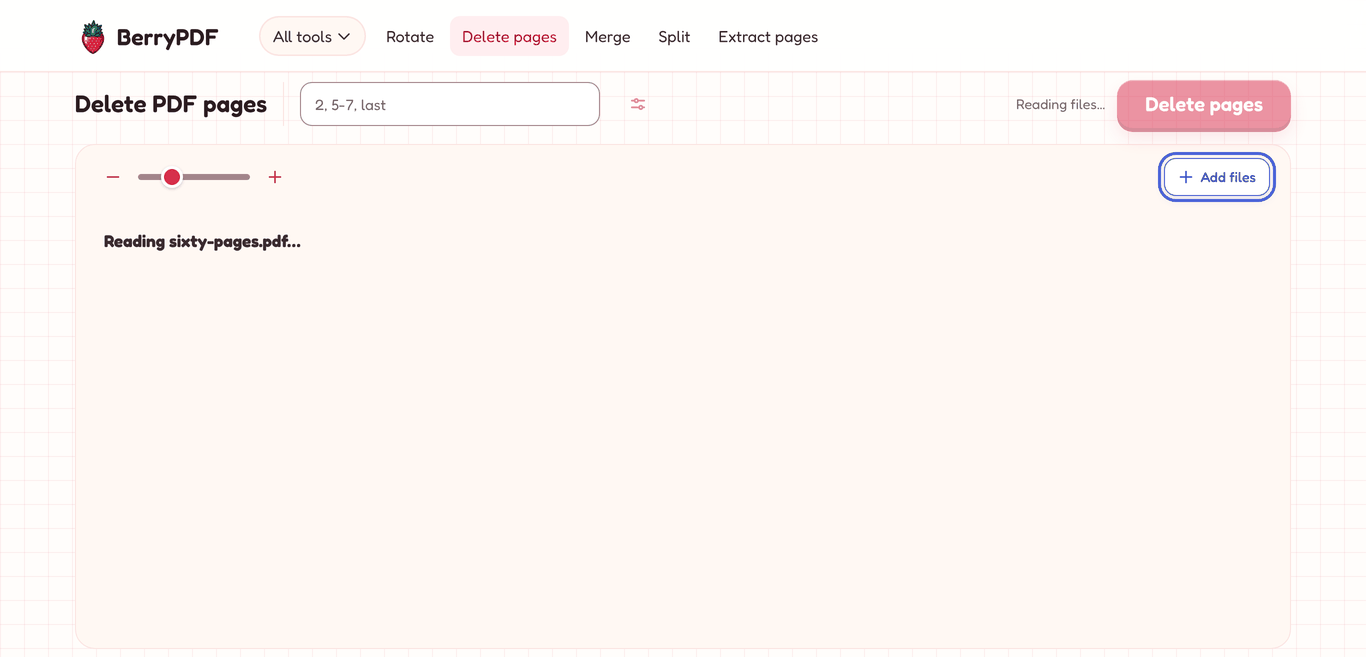 BerryPDF All tools Rotate Delete pages Merge Split Extract pages
Delete PDF pages 2, 5-7, last Reading files... Delete pages
Add files
Reading sixty-pages.pdf...